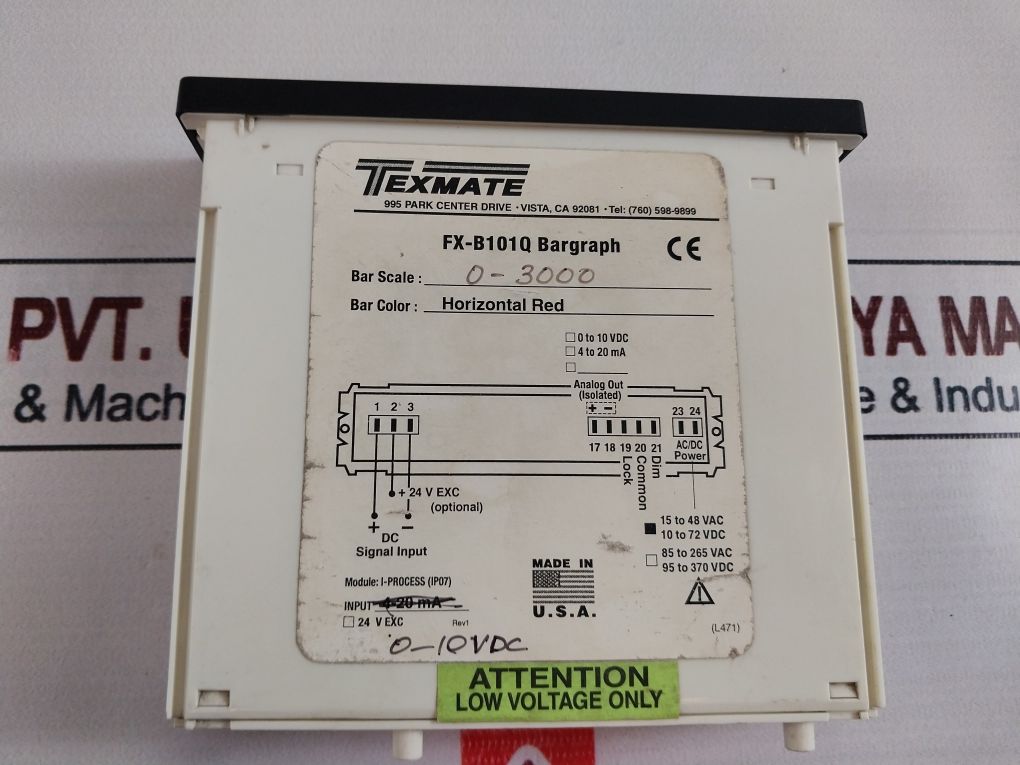 TEXMATE
995 PARK CENTER DRIVE · VISTA, CA 92081 · Tel: (760) 598-9899
FX-B101Q Bargraph CE
Bar Scale : 0-3000
Bar Color : Horizontal Red
0 to 10 VDC
4 to 20 mA
Analog Out
(Isolated)
+ −
1 2 3
23 24
17 18 19 20 21
AC/DC
Power
Lock
Common
Dim
+ 24 V EXC
(optional)
+ −
DC
Signal Input
15 to 48 VAC
10 to 72 VDC
85 to 265 VAC
95 to 370 VDC
MADE IN
U.S.A.
Module: I-PROCESS (IP07)
INPUT 4-20 mA
24 V EXC Rev1
0-10VDC
(L471)
ATTENTION
LOW VOLTAGE ONLY
PVT.
& Mach
YA MA
e & Indu